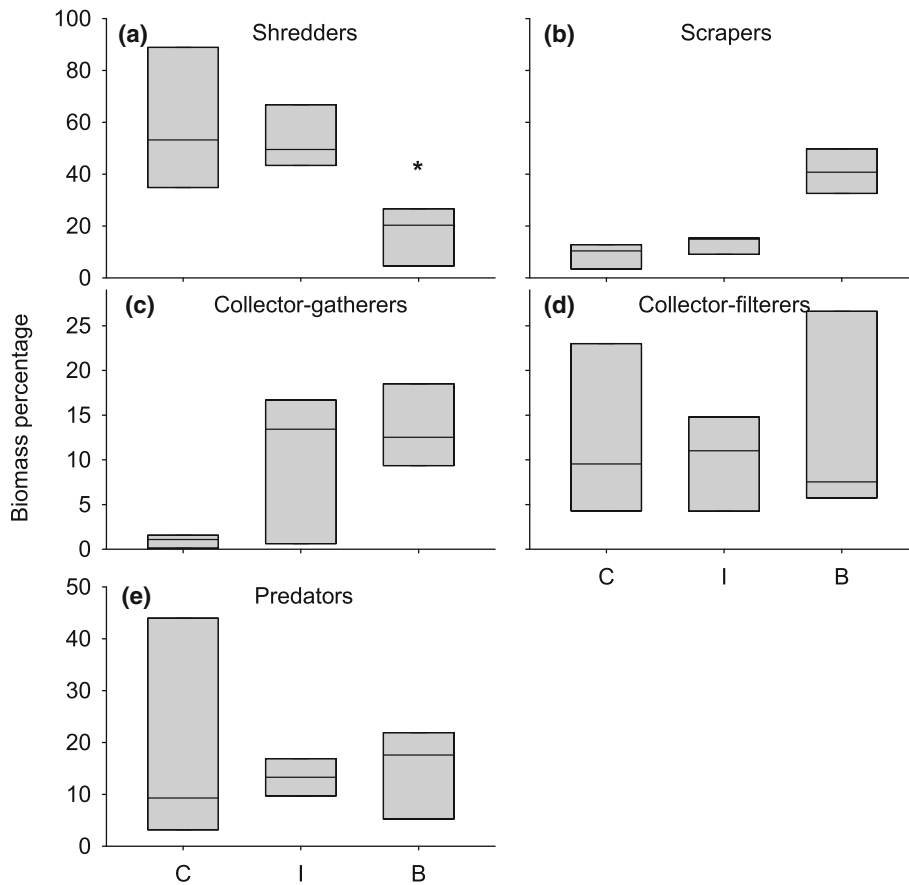 (a) Shredders
(b) Scrapers
100
80
60
40
20
0
*
(c) Collector-gatherers
(d) Collector-filterers
25
20
15
10
5
0
C I B
Biomass percentage
(e) Predators
50
40
30
20
10
0
C I B